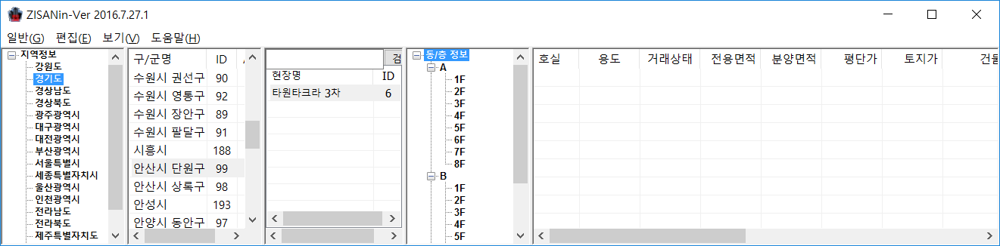 ZISANin-Ver 2016.7.27.1
일반(G) 편집(E) 보기(V) 도움말(H)
지역정보
강원도
경기도
경상남도
경상북도
광주광역시
대구광역시
대전광역시
부산광역시
서울특별시
세종특별자치시
울산광역시
인천광역시
전라남도
전라북도
제주특별자치도
구/군명 ID
수원시 권선구 90
수원시 영통구 92
수원시 장안구 89
수원시 팔달구 91
시흥시 188
안산시 단원구 99
안산시 상록구 98
안성시 193
안양시 동안구 97
검
현장명 ID
타원타크라 3차 6
동/층 정보
A
1F
2F
3F
4F
5F
6F
7F
8F
B
1F
2F
3F
4F
5F
호실 용도 거래상태 전용면적 분양면적 평단가 토지가 건물